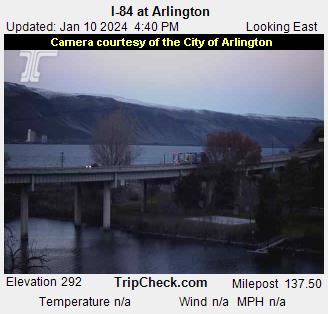 I-84 at Arlington
Updated: Jan 10 2024 4:40 PM Looking East
Camera courtesy of the City of Arlington
Elevation 292 TripCheck.com Milepost 137.50
Temperature n/a Wind n/a MPH n/a